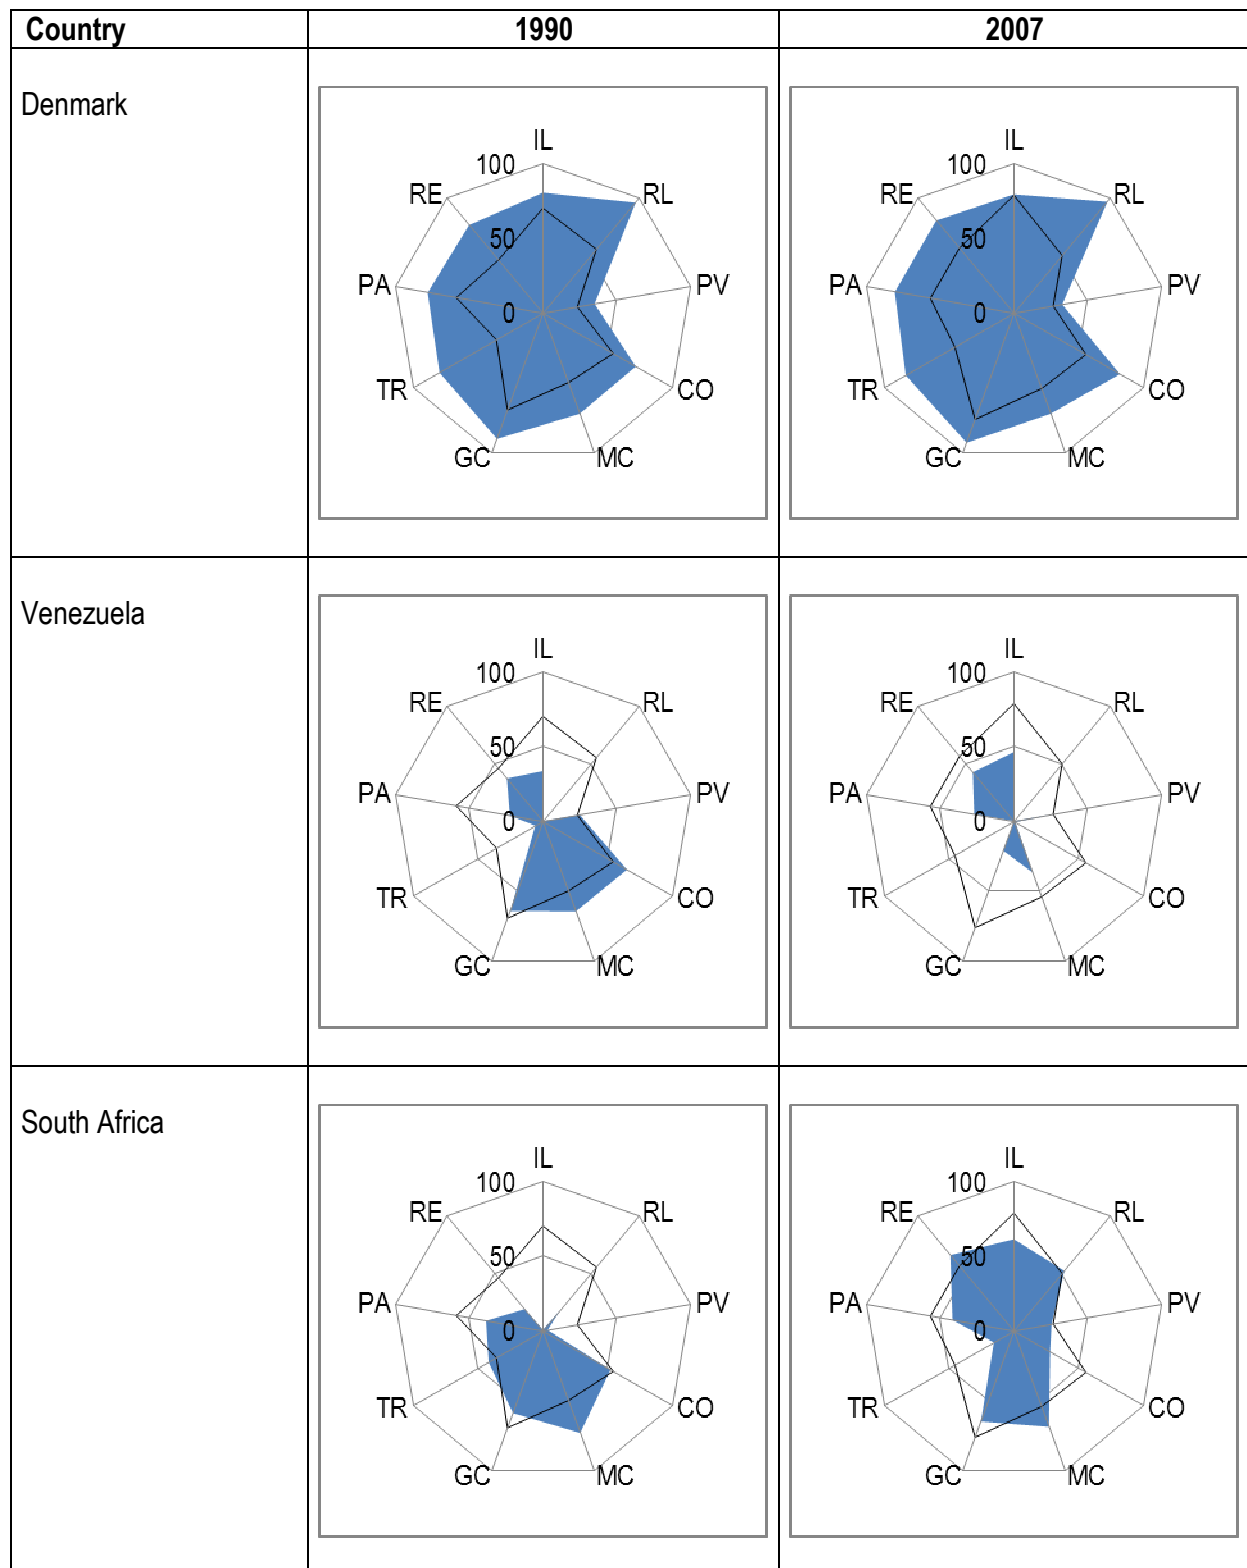 Country 1990 2007
Denmark
IL
100
RE RL
50
PA PV
0
TR CO
GC MC
IL
100
RE RL
50
PA PV
0
TR CO
GC MC
Venezuela
IL
100
RE RL
50
PA PV
0
TR CO
GC MC
IL
100
RE RL
50
PA PV
0
TR CO
GC MC
South Africa
IL
100
RE RL
50
PA PV
0
TR CO
GC MC
IL
100
RE RL
50
PA PV
0
TR CO
GC MC